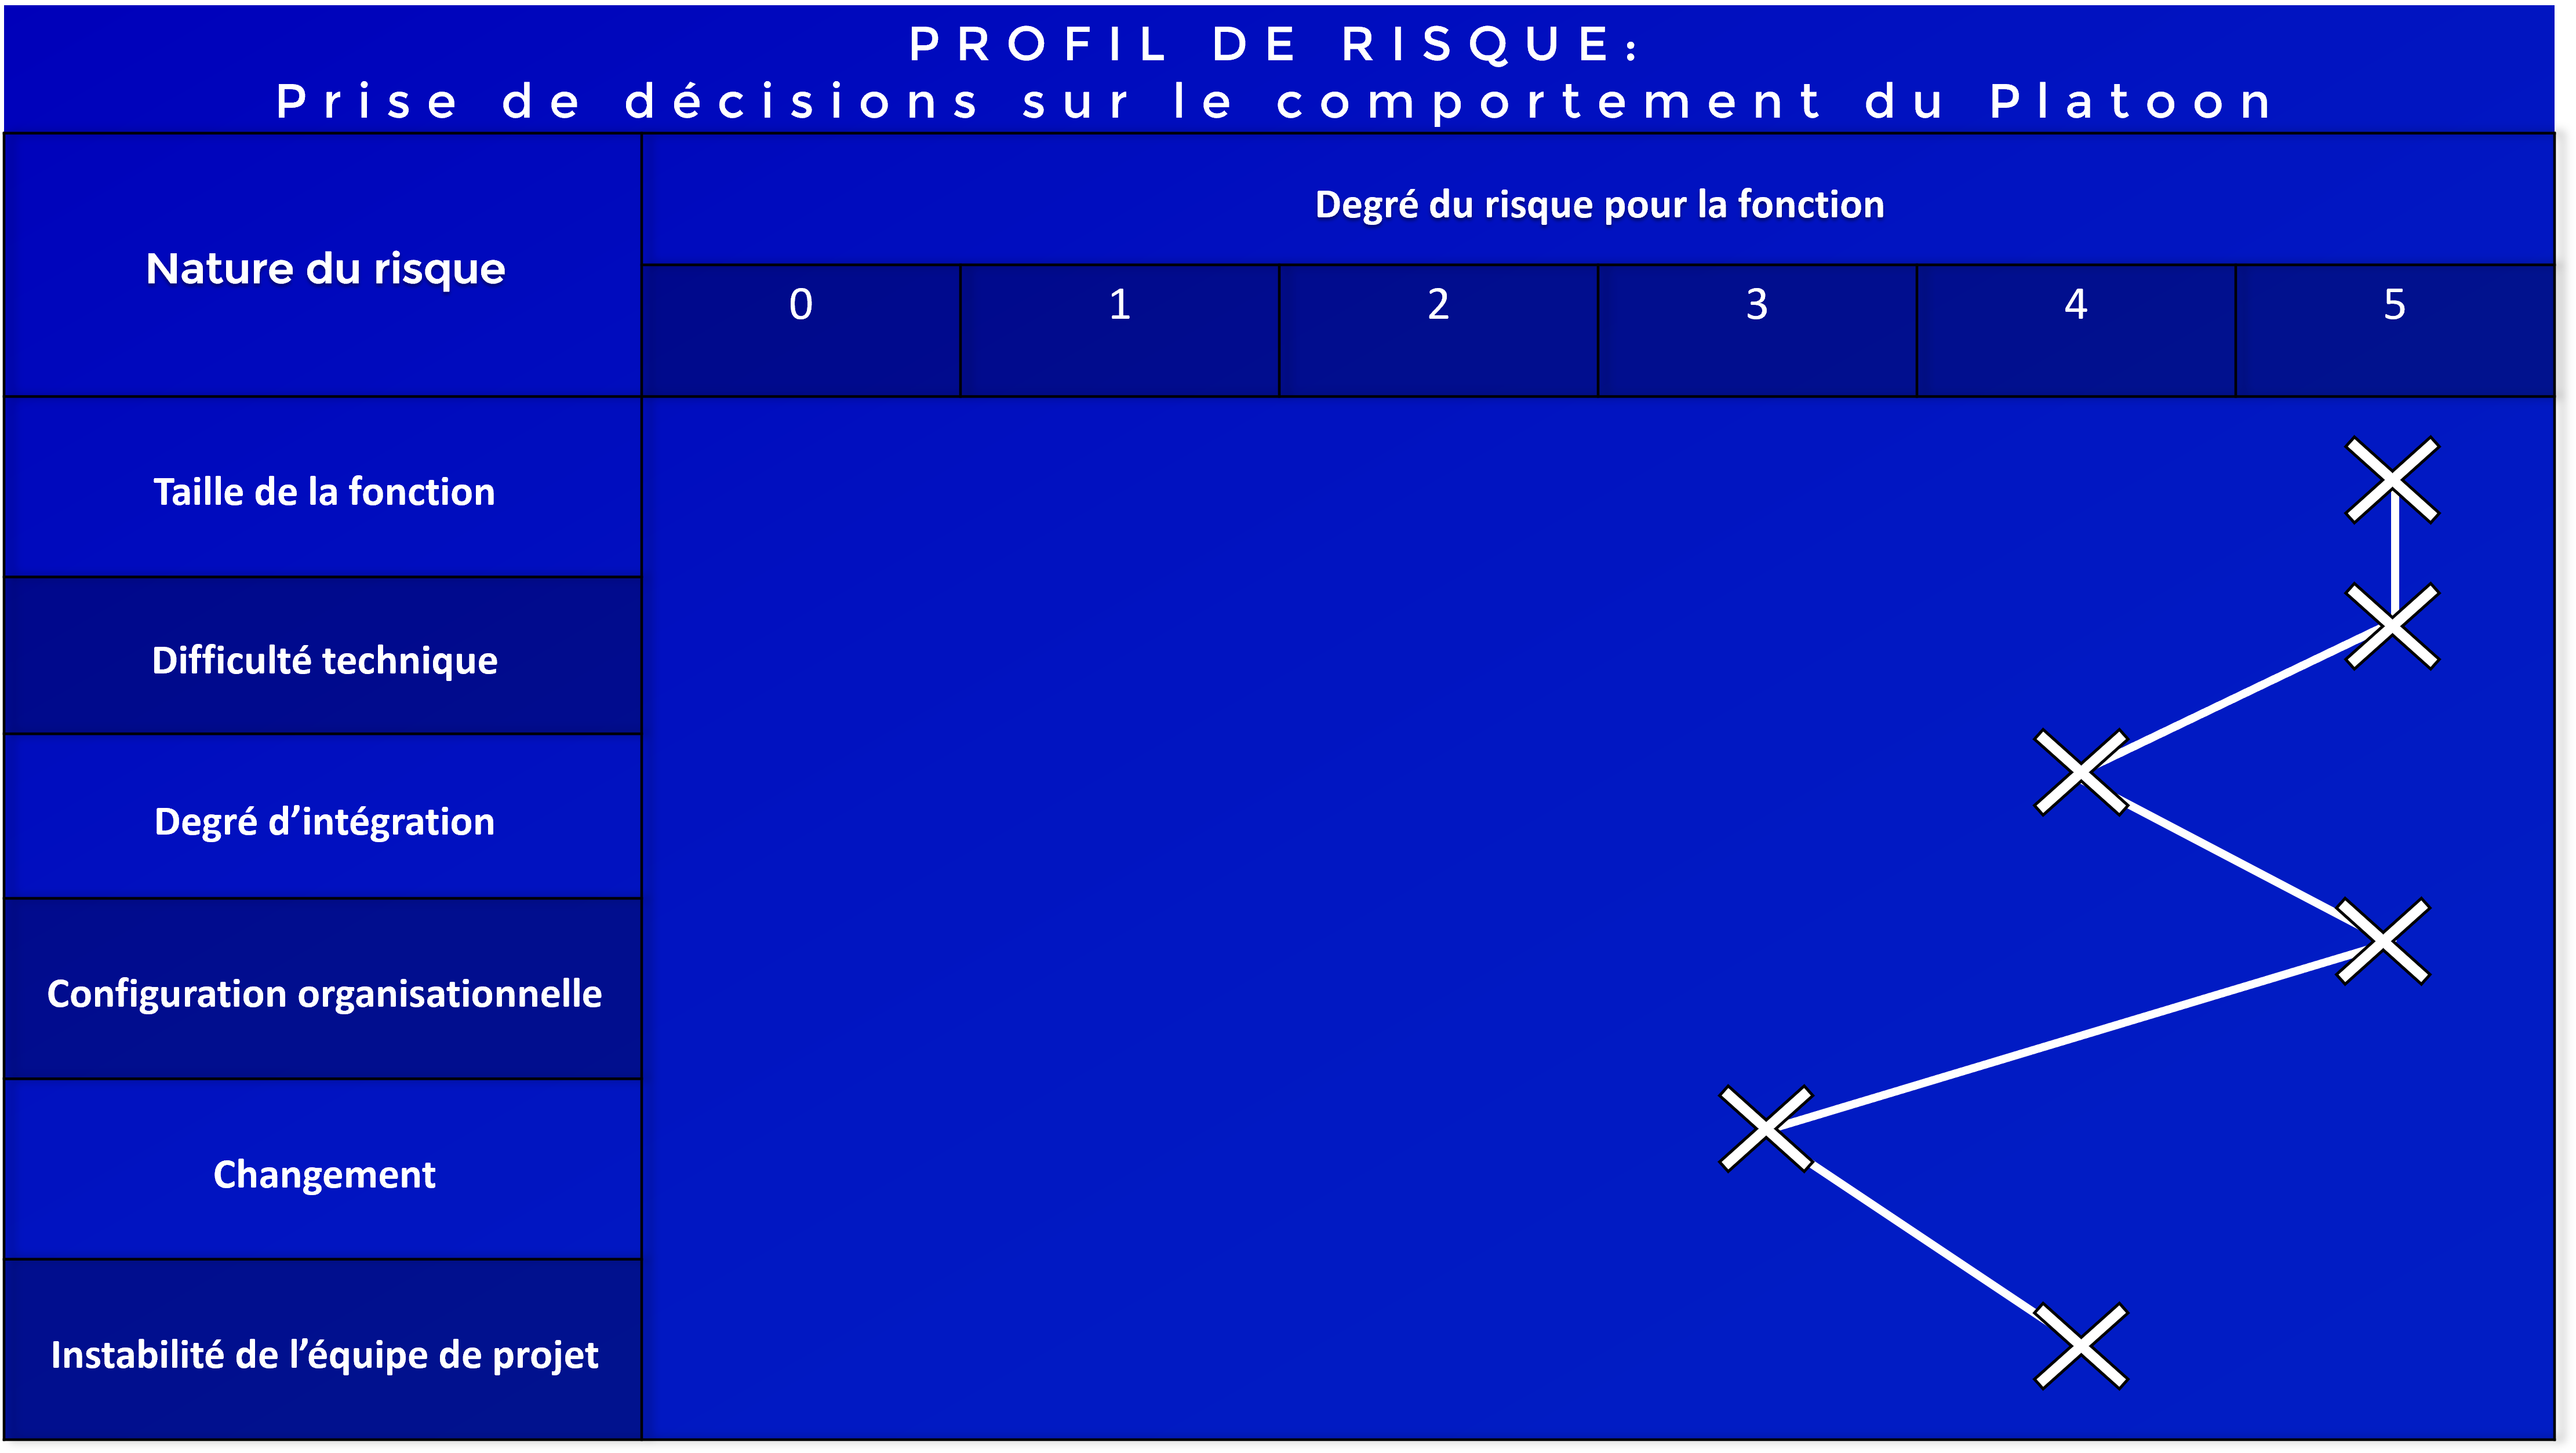 PROFIL DE RISQUE:
Prise de décisions sur le comportement du Platoon
Nature du risque
Degré du risque pour la fonction
0 1 2 3 4 5
Taille de la fonction
Difficulté technique
Degré d’intégration
Configuration organisationnelle
Changement
Instabilité de l’équipe de projet